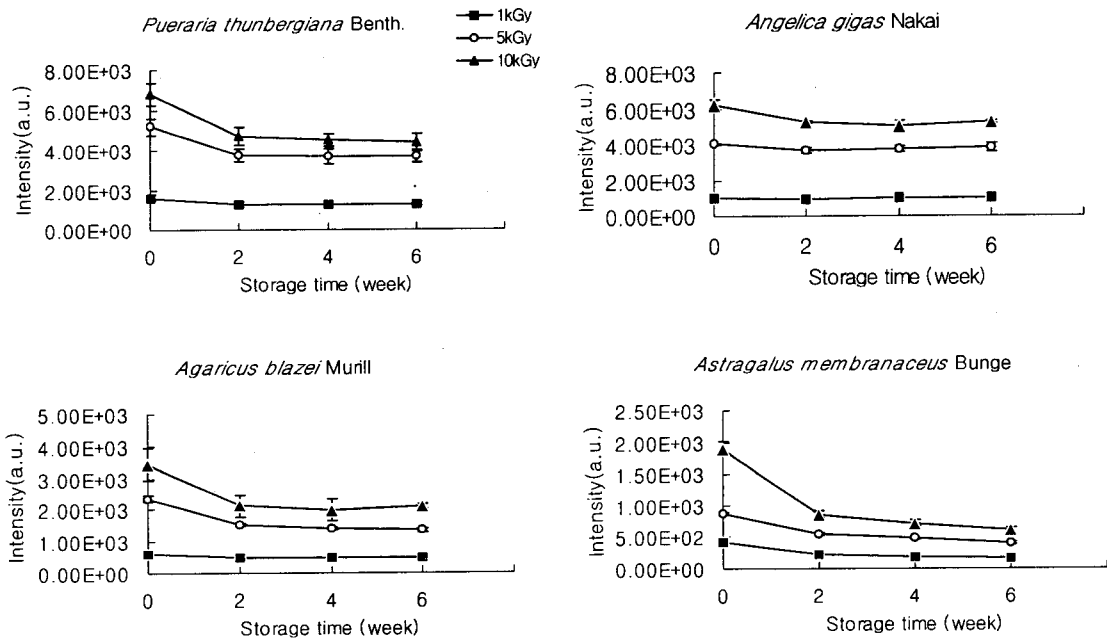 Pueraria thunbergiana Benth.
1kGy
5kGy
10kGy
Intensity(a.u.)
8.00E+03
6.00E+03
4.00E+03
2.00E+03
0.00E+00
0 2 4 6
Storage time (week)
Angelica gigas Nakai
Intensity(a.u.)
8.00E+03
6.00E+03
4.00E+03
2.00E+03
0.00E+00
0 2 4 6
Storage time (week)
Agaricus blazei Murill
Intensity(a.u.)
5.00E+03
4.00E+03
3.00E+03
2.00E+03
1.00E+03
0.00E+00
0 2 4 6
Storage time (week)
Astragalus membranaceus Bunge
Intensity(a.u.)
2.50E+03
2.00E+03
1.50E+03
1.00E+03
5.00E+02
0.00E+00
0 2 4 6
Storage time (week)